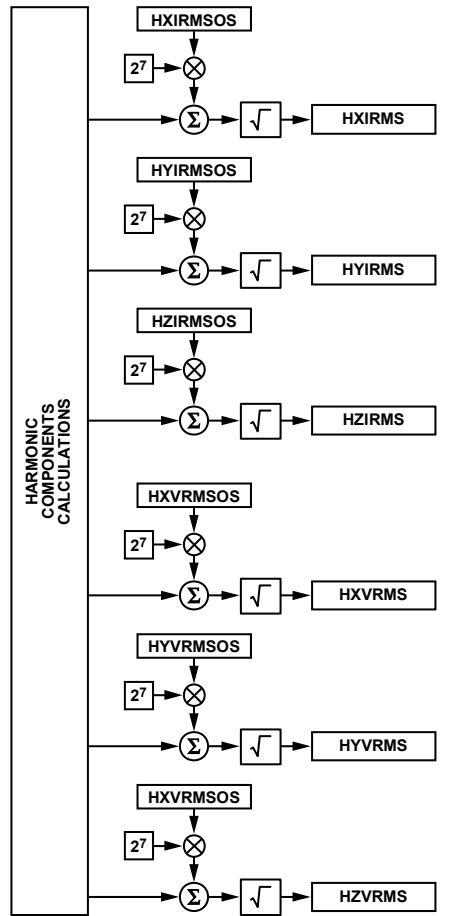 HARMONIC
COMPONENTS
CALCULATIONS
HXIRMSOS
2⁷
Σ
√
HXIRMS
HYIRMSOS
2⁷
Σ
√
HYIRMS
HZIRMSOS
2⁷
Σ
√
HZIRMS
HXVRMSOS
2⁷
Σ
√
HXVRMS
HYVRMSOS
2⁷
Σ
√
HYVRMS
HXVRMSOS
2⁷
Σ
√
HZVRMS